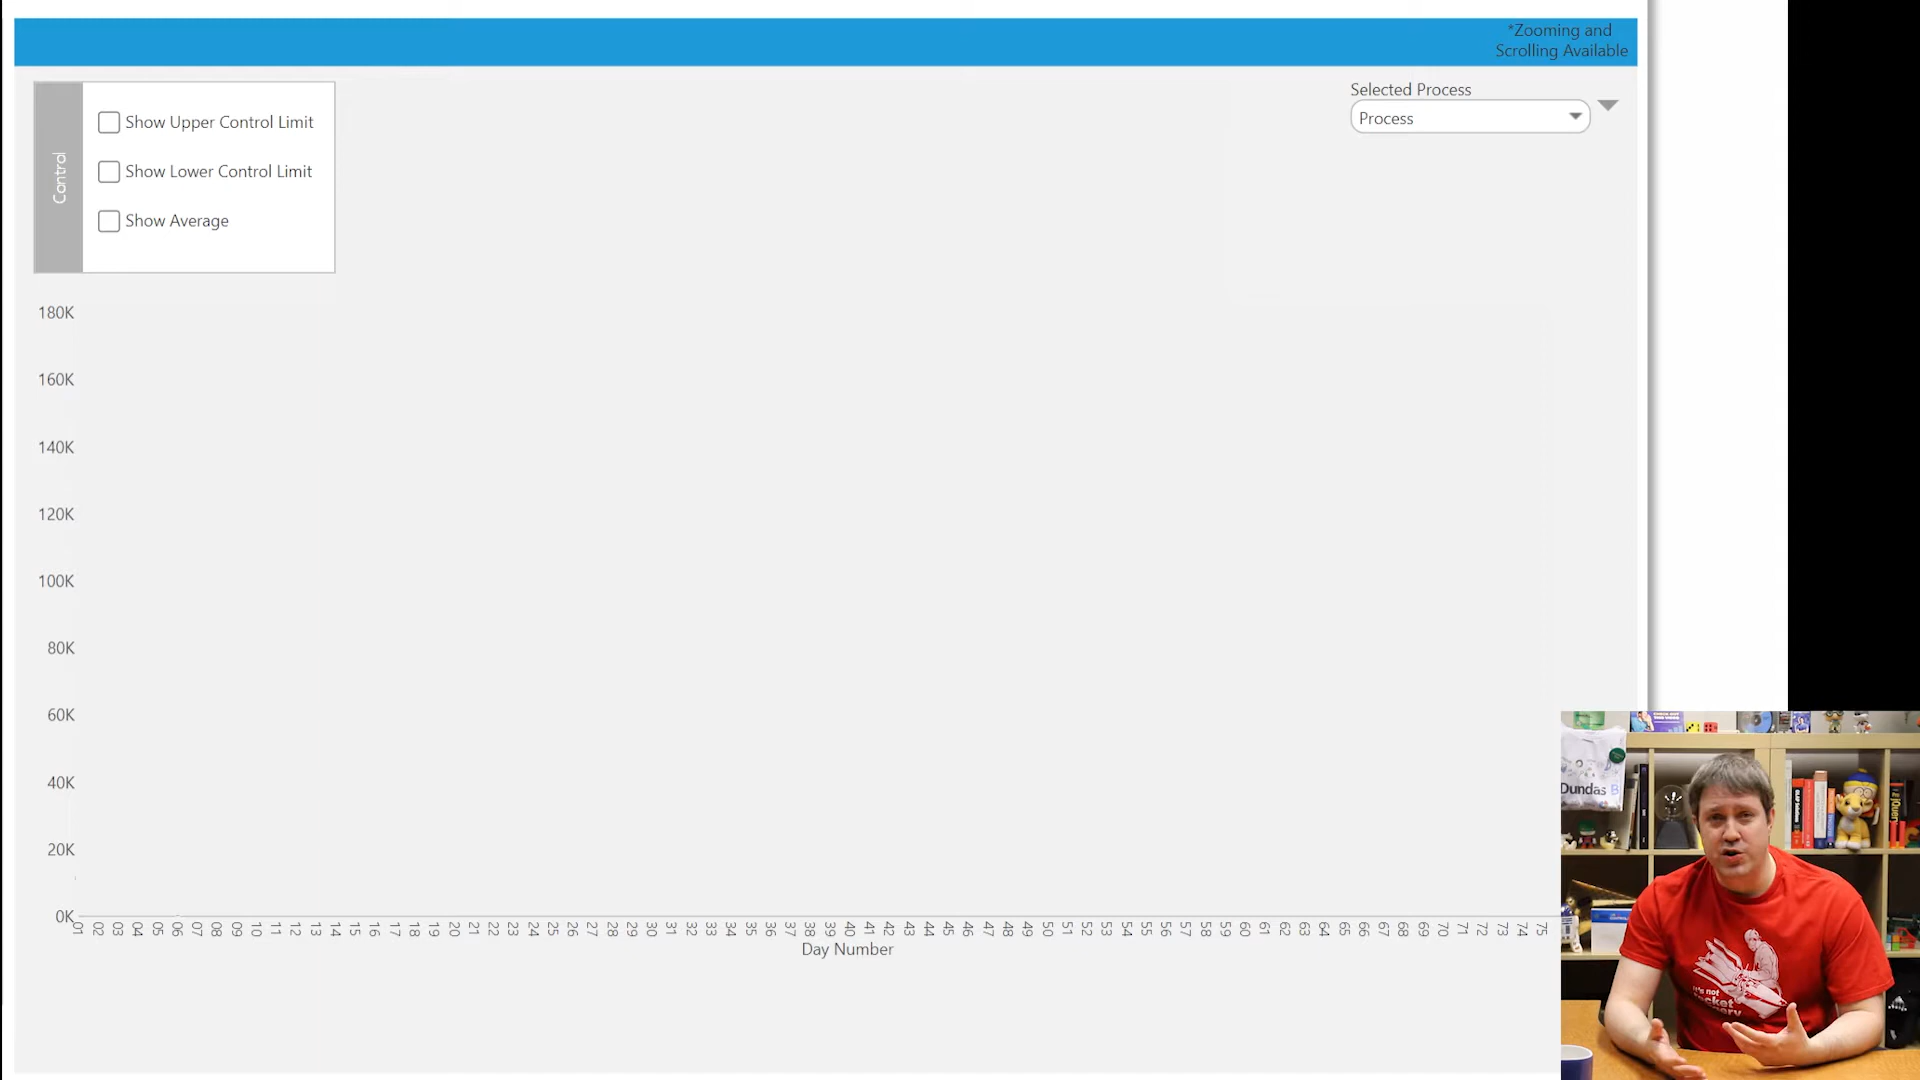 *Zooming and
Scrolling Available
Control
Show Upper Control Limit
Show Lower Control Limit
Show Average
Selected Process
Process
180K
160K
140K
120K
100K
80K
60K
40K
20K
0K
01 02 03 04 05 06 07 08 09 10 11 12 13 14 15 16 17 18 19 20 21 22 23 24 25 26 27 28 29 30 31 32 33 34 35 36 37 38 39 40 41 42 43 44 45 46 47 48 49 50 51 52 53 54 55 56 57 58 59 60 61 62 63 64 65 66 67 68 69 70 71 72 73 74 75
Day Number
Dundas B
jQuery